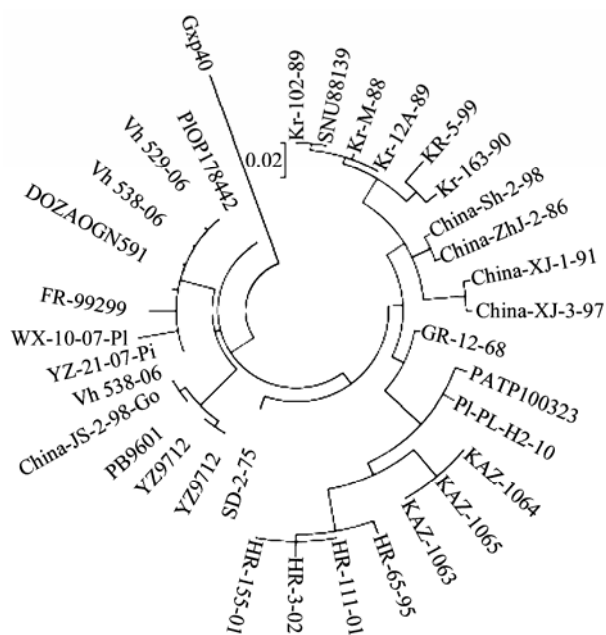 Gxp40
Kr-102-89
SNU88139
Kr-M-88
Kr-12A-89
KR-5-99
Kr-163-90
China-Sh-2-98
China-ZhJ-2-86
China-XJ-1-91
China-XJ-3-97
GR-12-68
PATP100323
Pl-PL-H2-10
KAZ-1064
KAZ-1065
KAZ-1063
HR-65-95
HR-111-01
HR-3-02
HR-155-01
SD-2-75
YZ9712
YZ9712
PB9601
China-JS-2-98-Go
Vh 538-06
YZ-21-07-Pi
WX-10-07-Pl
FR-99299
DOZAOGN591
Vh 538-06
Vh 529-06
PIOP178442
0.02